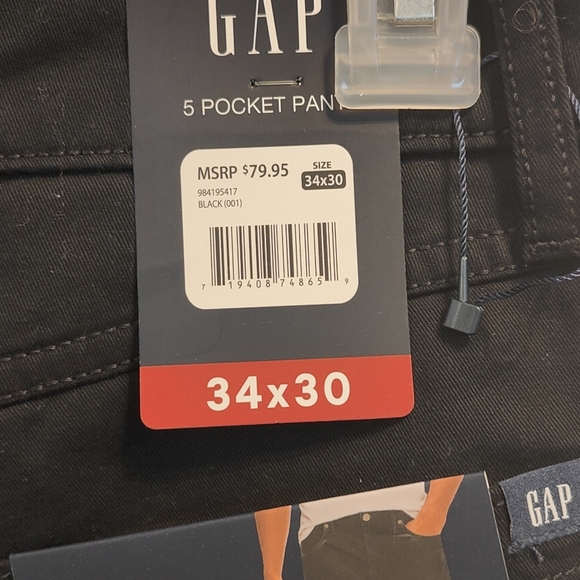 GAP
5 POCKET PANT
MSRP $79.95
SIZE
34x30
984195417
BLACK (001)
7 19408 74865 9
34x30
GAP